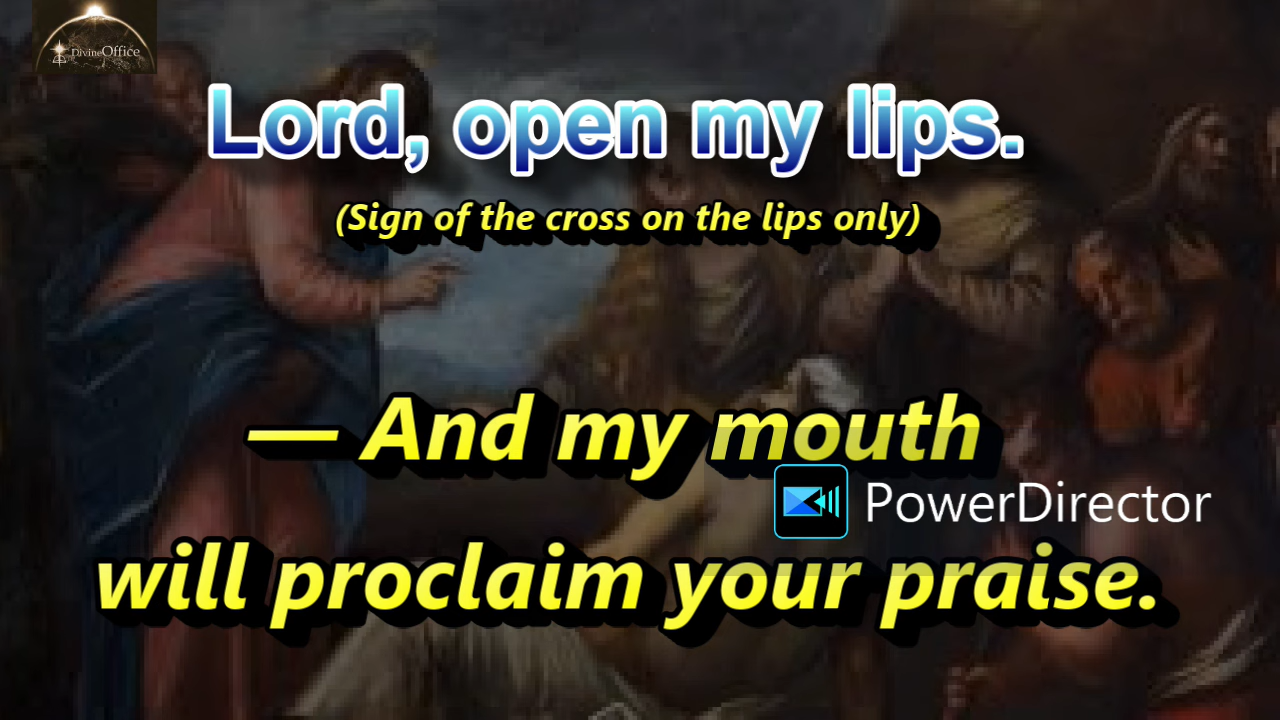 DivineOffice
Lord, open my lips.
(Sign of the cross on the lips only)
— And my mouth
PowerDirector
will proclaim your praise.